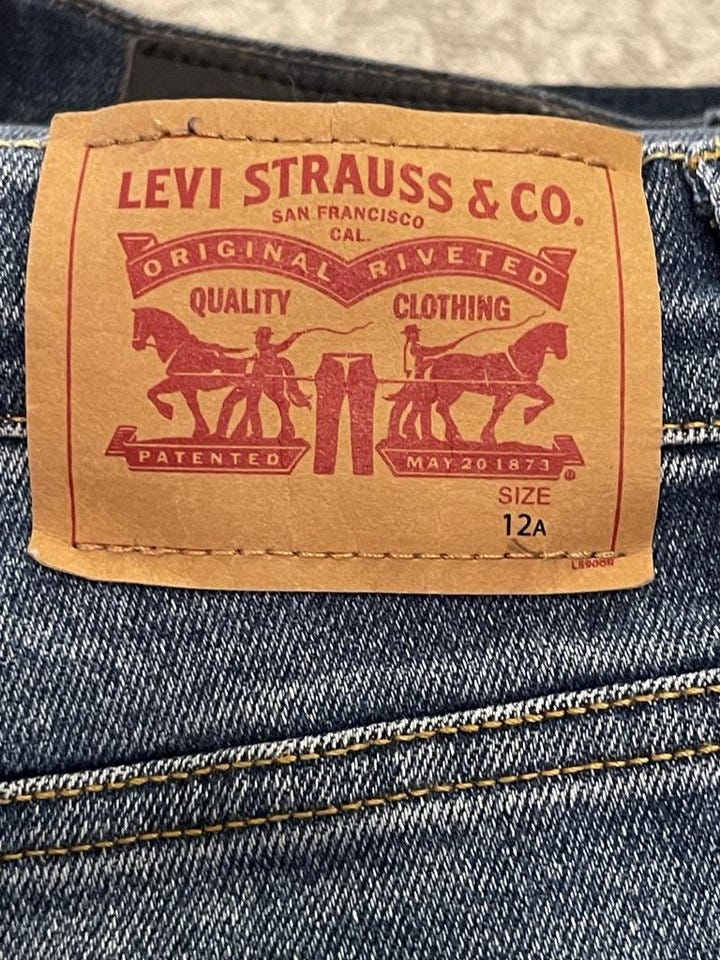 LEVI STRAUSS & CO.
SAN FRANCISCO
CAL.
ORIGINAL RIVETED
QUALITY CLOTHING
PATENTED MAY 20 1873
®
SIZE
12A